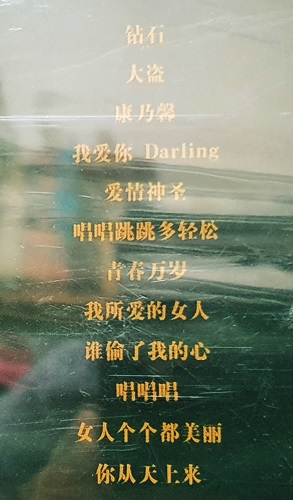 钻石
大盗
康乃馨
我爱你 Darling
爱情神圣
唱唱跳跳多轻松
青春万岁
我所爱的女人
谁偷了我的心
唱唱唱
女人个个都美丽
你从天上来